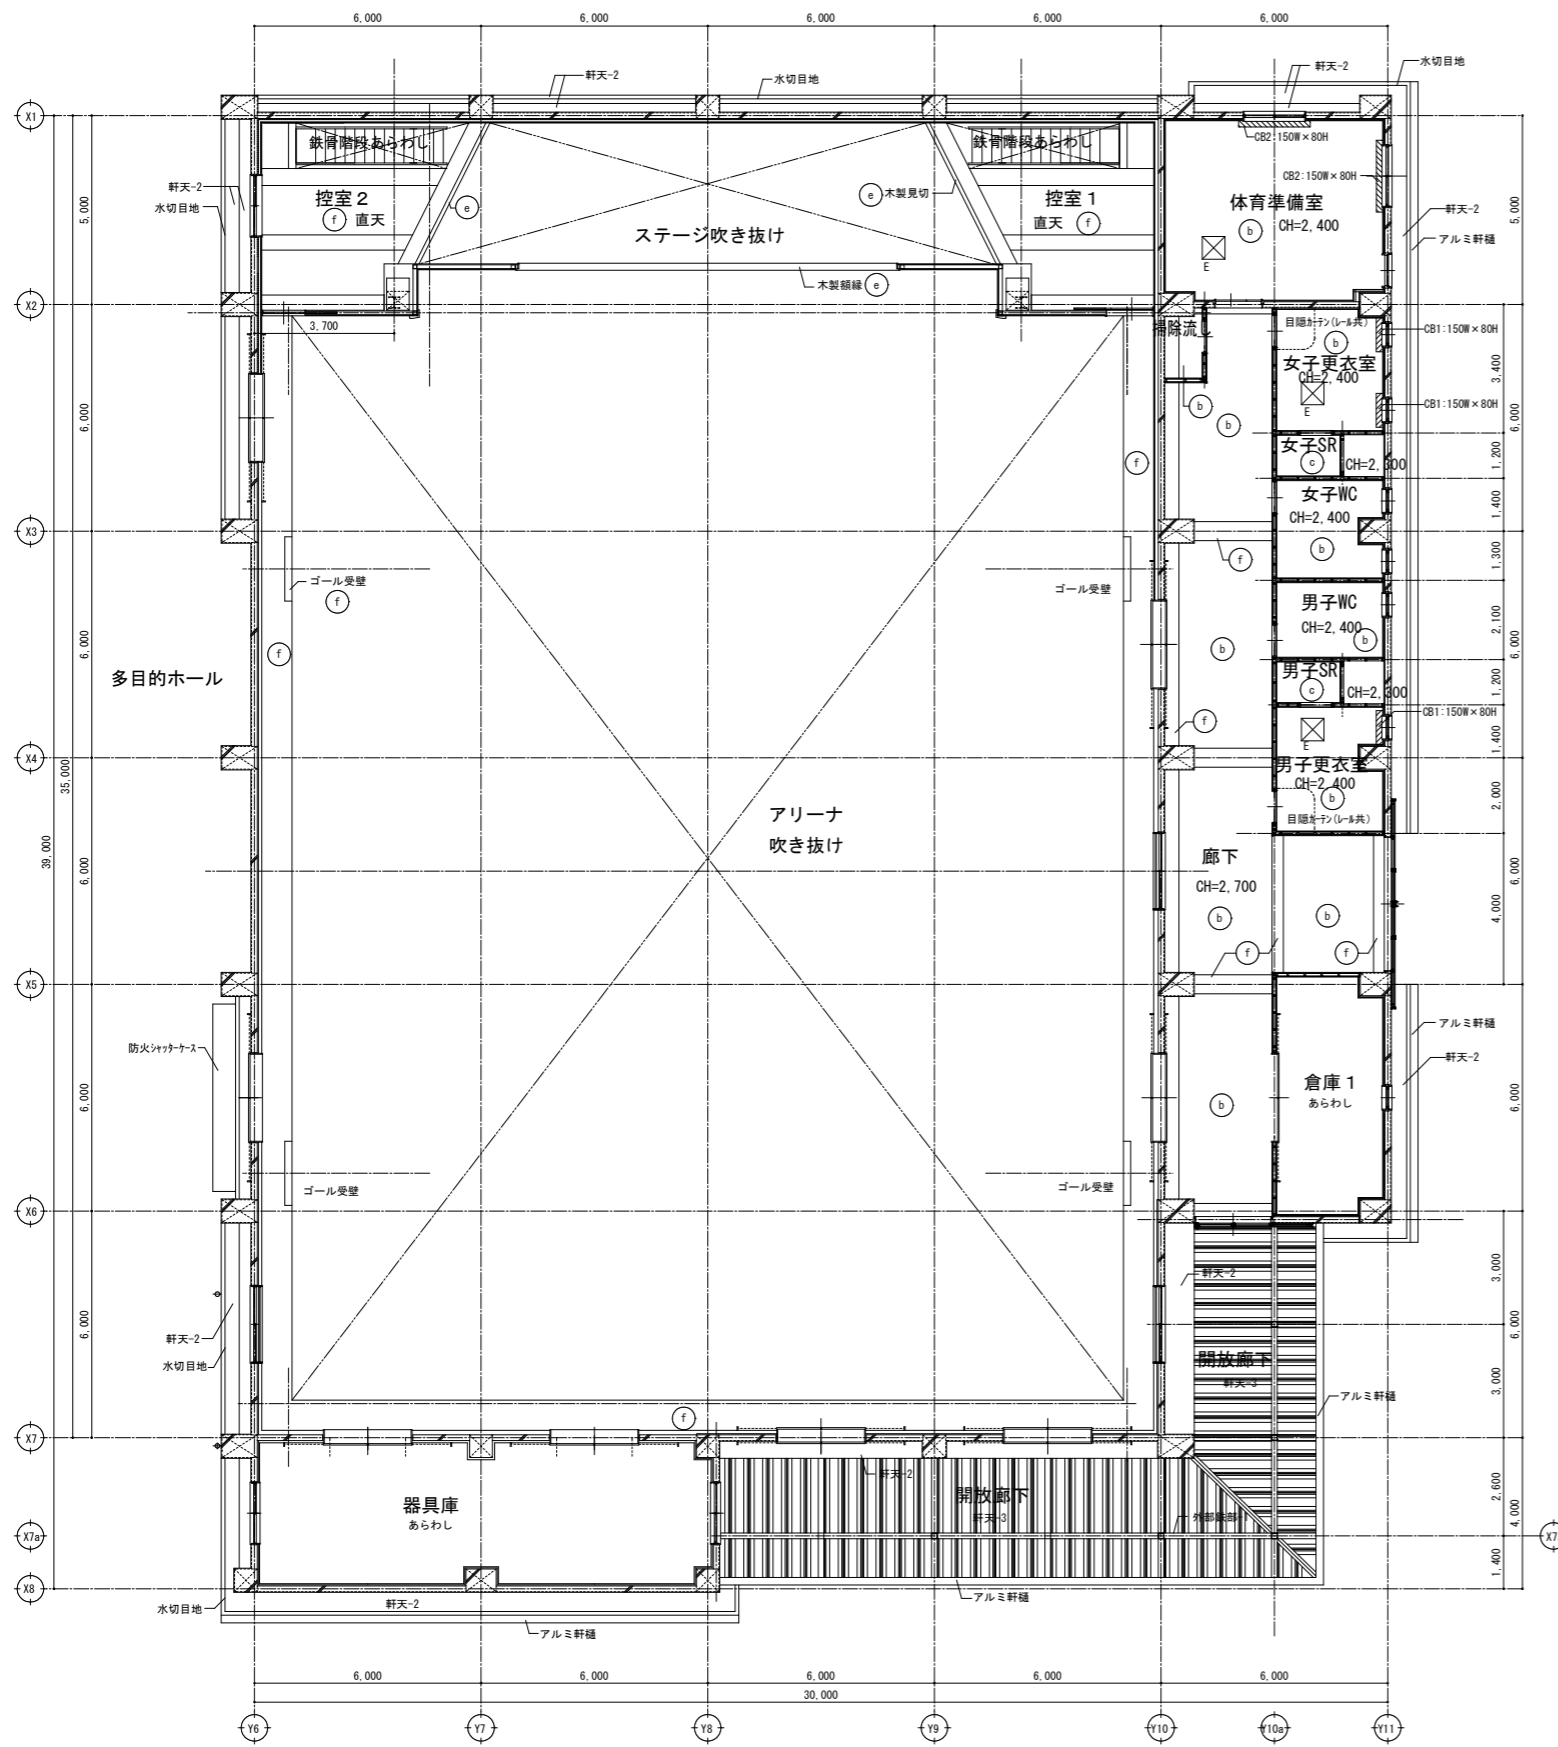 6,000 6,000 6,000 6,000 6,000
軒天-2
水切目地
軒天-2
水切目地
X1
鉄骨階段あらわし
鉄骨階段あらわし
CB2:150W×80H
CB2:150W×80H
軒天-2
水切目地
控室2
f 直天
e
e 木製見切
控室1
直天 f
体育準備室
b CH=2,400
E
軒天-2
アルミ軒樋
5,000
5,000
ステージ吹き抜け
木製額縁 e
X2
3,700
掃除流し
目隠カーテン(レール共)
b
CB1:150W×80H
女子更衣室
CH=2,400
E
CB1:150W×80H
3,400
6,000
6,000
b
b
f
女子SR
c
CH=2,300
1,200
女子WC
CH=2,400
b
1,400
X3
f
1,300
ゴール受壁
f
ゴール受壁
男子WC
CH=2,400
b
2,100
6,000
6,000
f
b
多目的ホール
男子SR
c
CH=2,300
1,200
f
CB1:150W×80H
E
1,400
X4
35,000
男子更衣室
CH=2,400
b
目隠カーテン(レール共)
2,000
アリーナ
吹き抜け
39,000
6,000
廊下
CH=2,700
b
b
f
f
4,000
6,000
X5
防火シャッターケース
アルミ軒樋
軒天-2
6,000
倉庫1
あらわし
b
6,000
ゴール受壁
ゴール受壁
X6
軒天-2
3,000
6,000
軒天-2
水切目地
開放廊下
軒天-3
アルミ軒樋
6,000
3,000
f
X7
軒天-2
器具庫
あらわし
開放廊下
軒天-3
外部鉄部-1
2,600
4,000
X7a
X7
1,400
X8
水切目地
軒天-2
アルミ軒樋
アルミ軒樋
6,000 6,000 6,000 6,000 6,000
30,000
Y6 Y7 Y8 Y9 Y10 Y10a Y11